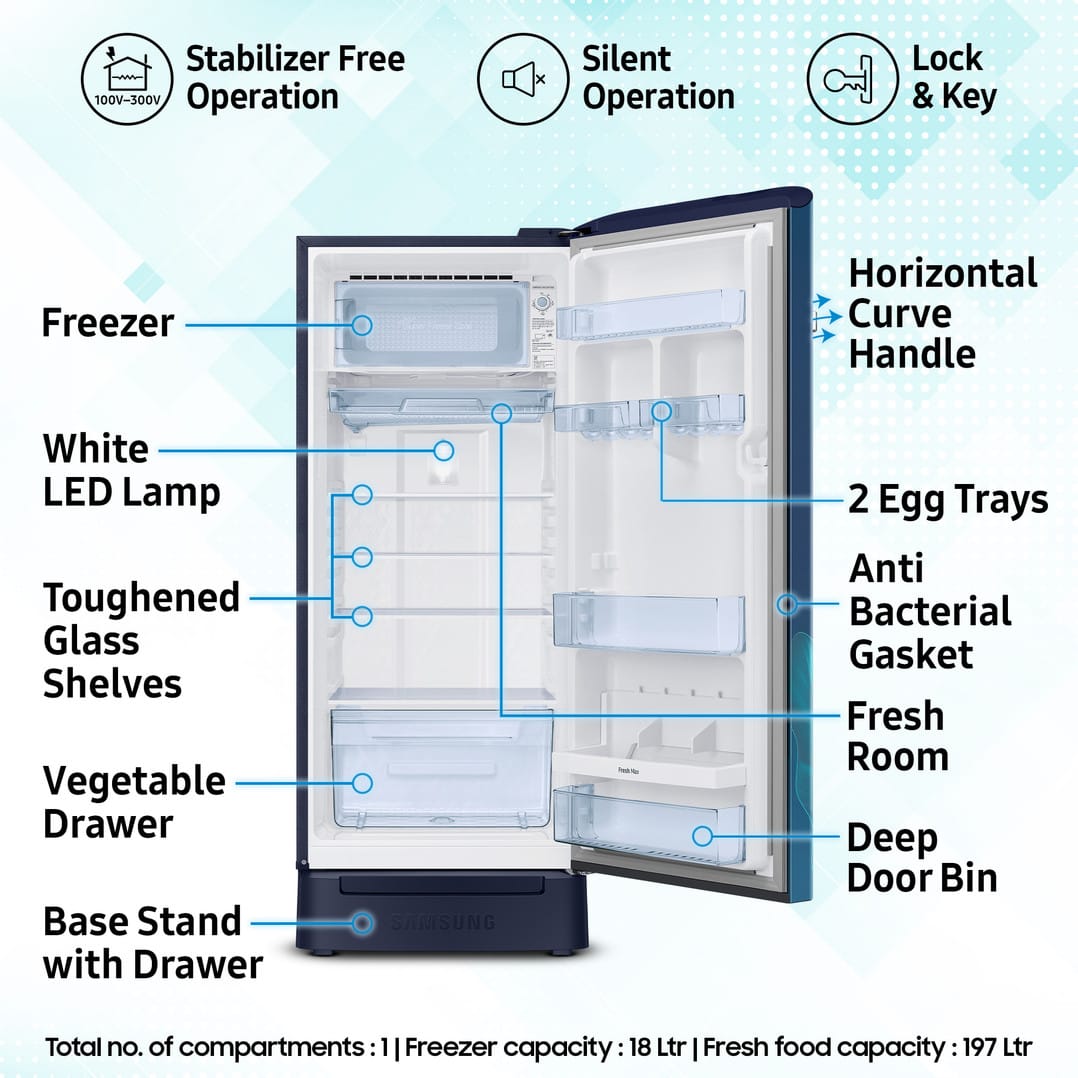 Stabilizer Free
Operation
100V–300V
Silent
Operation
Lock
& Key
Freezer
White
LED Lamp
Toughened
Glass
Shelves
Vegetable
Drawer
Base Stand
with Drawer
Horizontal
Curve
Handle
2 Egg Trays
Anti
Bacterial
Gasket
Fresh
Room
Deep
Door Bin
Fresh Max
SAMSUNG
Total no. of compartments : 1 | Freezer capacity : 18 Ltr | Fresh food capacity : 197 Ltr